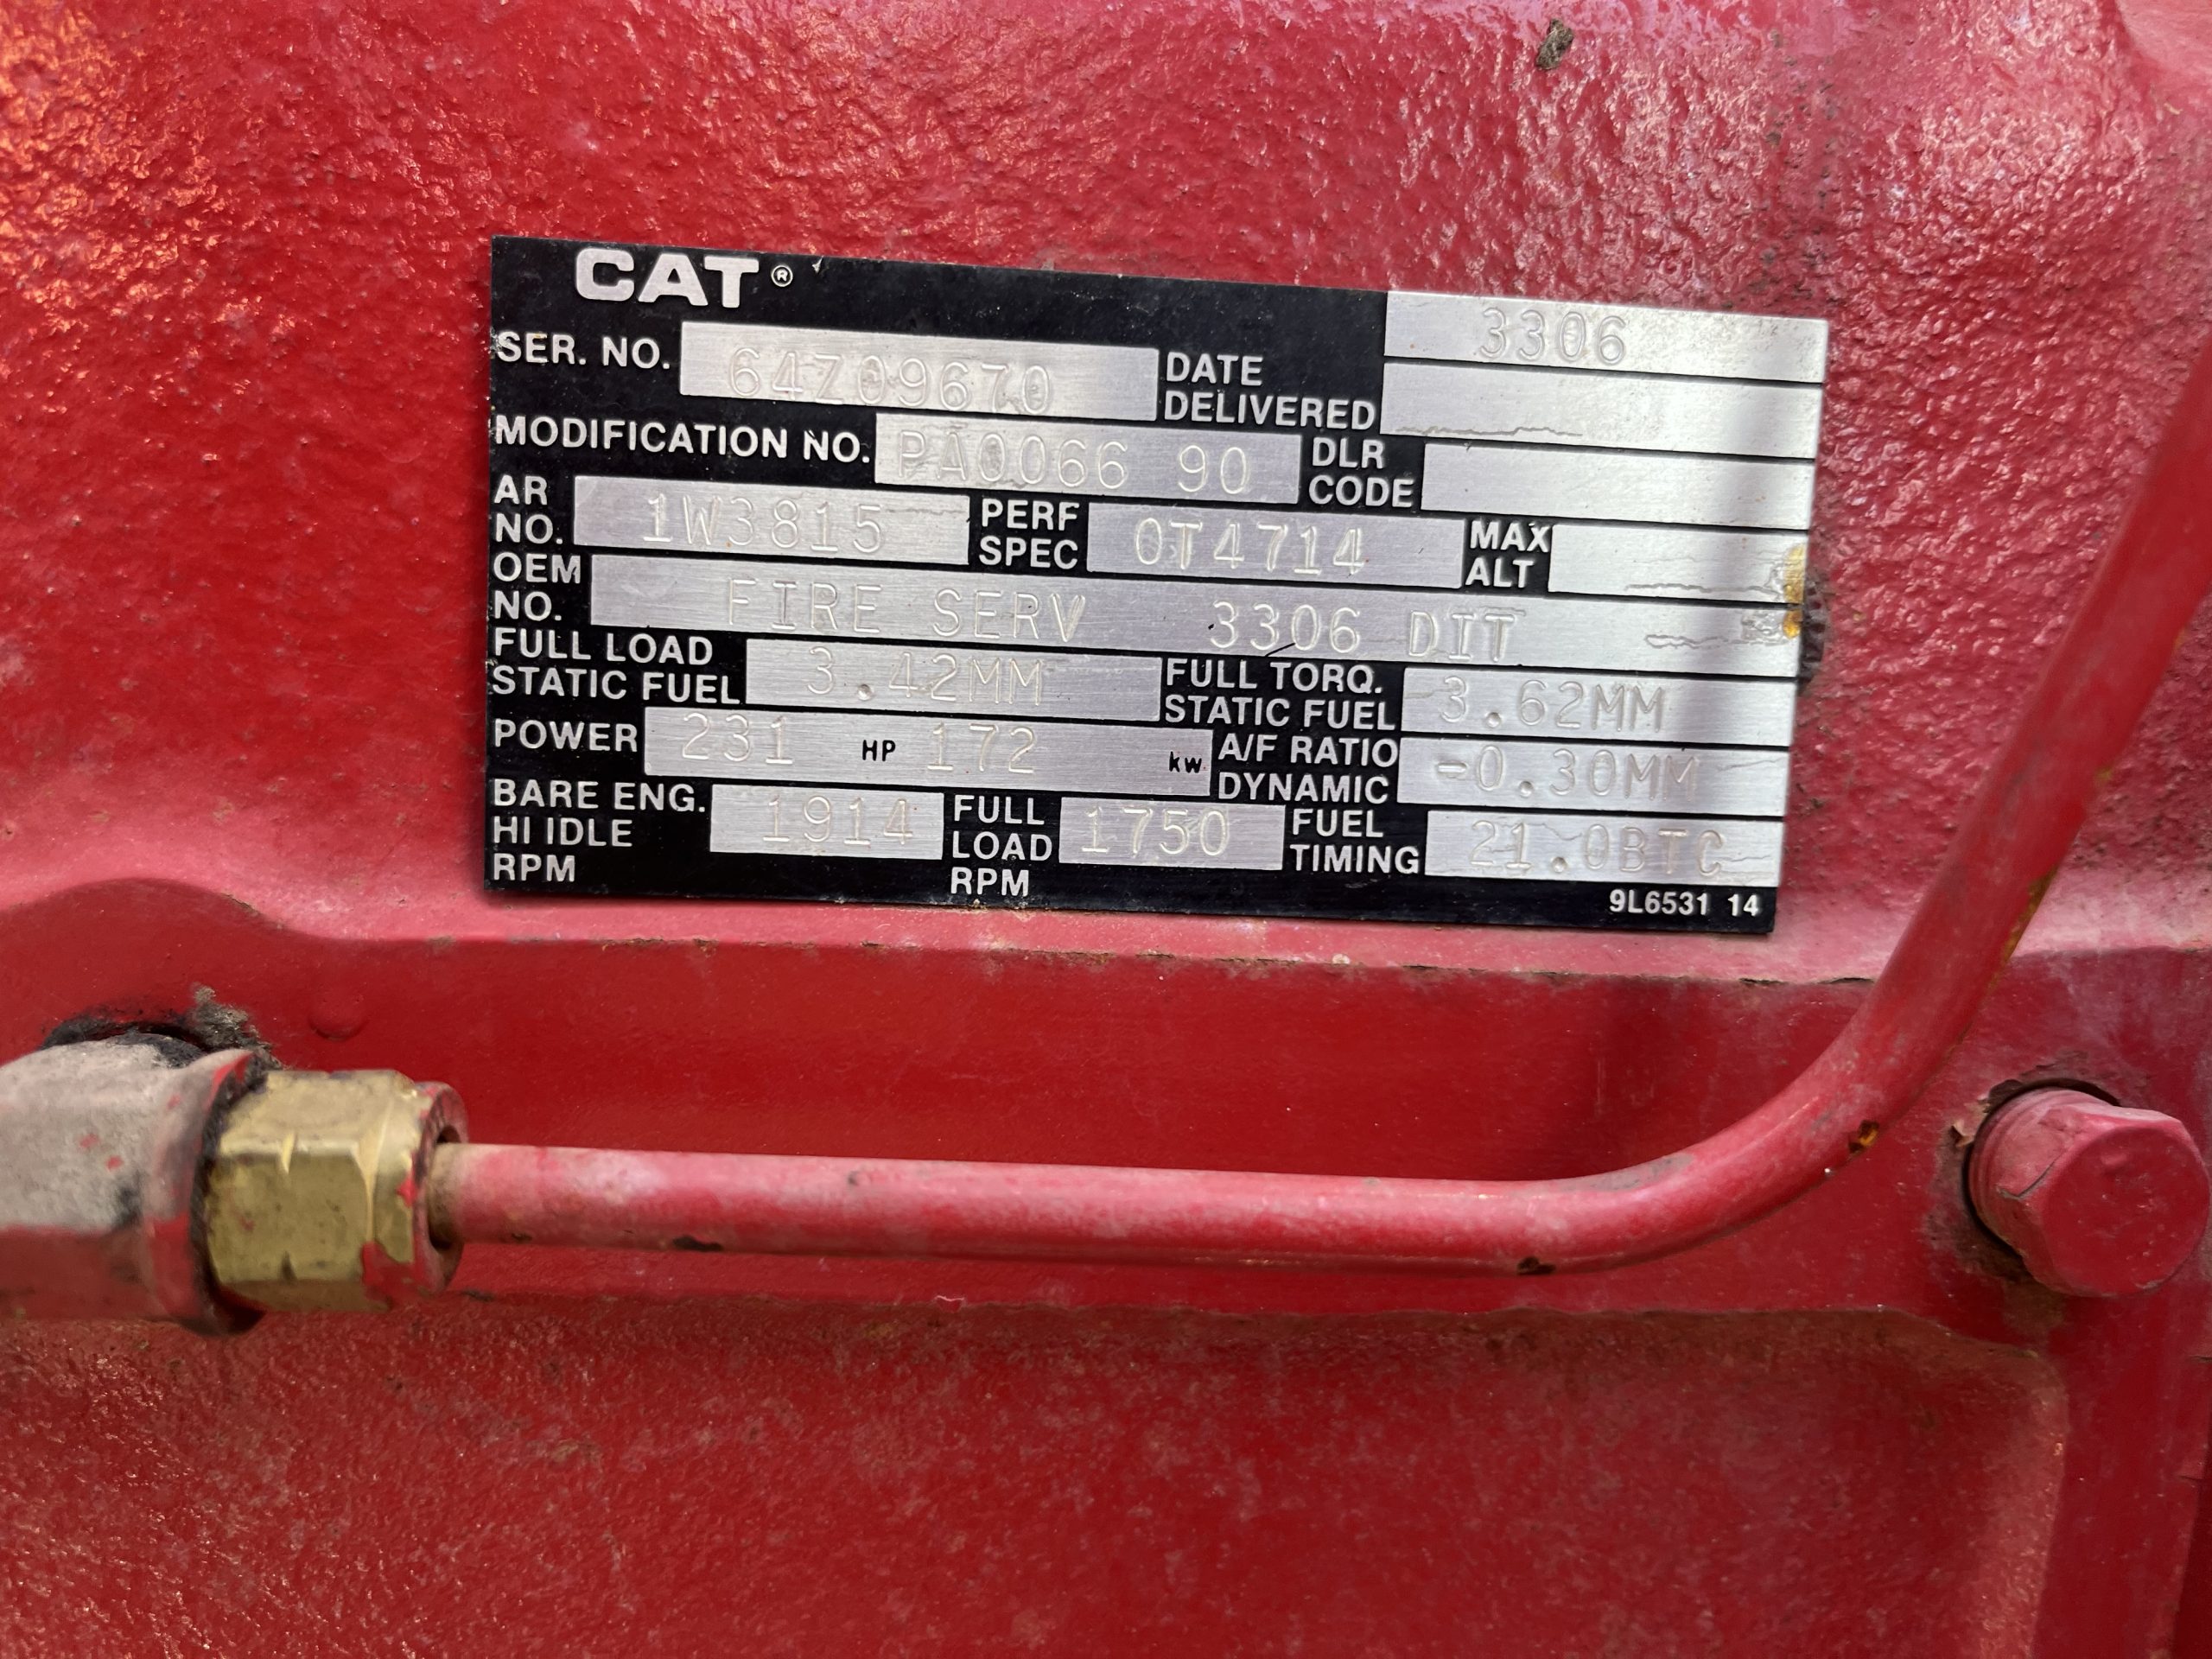 CAT®
3306
SER. NO. 64Z09670 DATE DELIVERED
MODIFICATION NO. PA0066 90 DLR CODE
AR NO. 1W3815 PERF SPEC 0T4714 MAX ALT
OEM NO. FIRE SERV 3306 DIT
FULL LOAD STATIC FUEL 3.42MM FULL TORQ. STATIC FUEL 3.62MM
POWER 231 HP 172 kw A/F RATIO DYNAMIC -0.30MM
BARE ENG. HI IDLE RPM 1914 FULL LOAD RPM 1750 FUEL TIMING 21.0BTC
9L6531 14